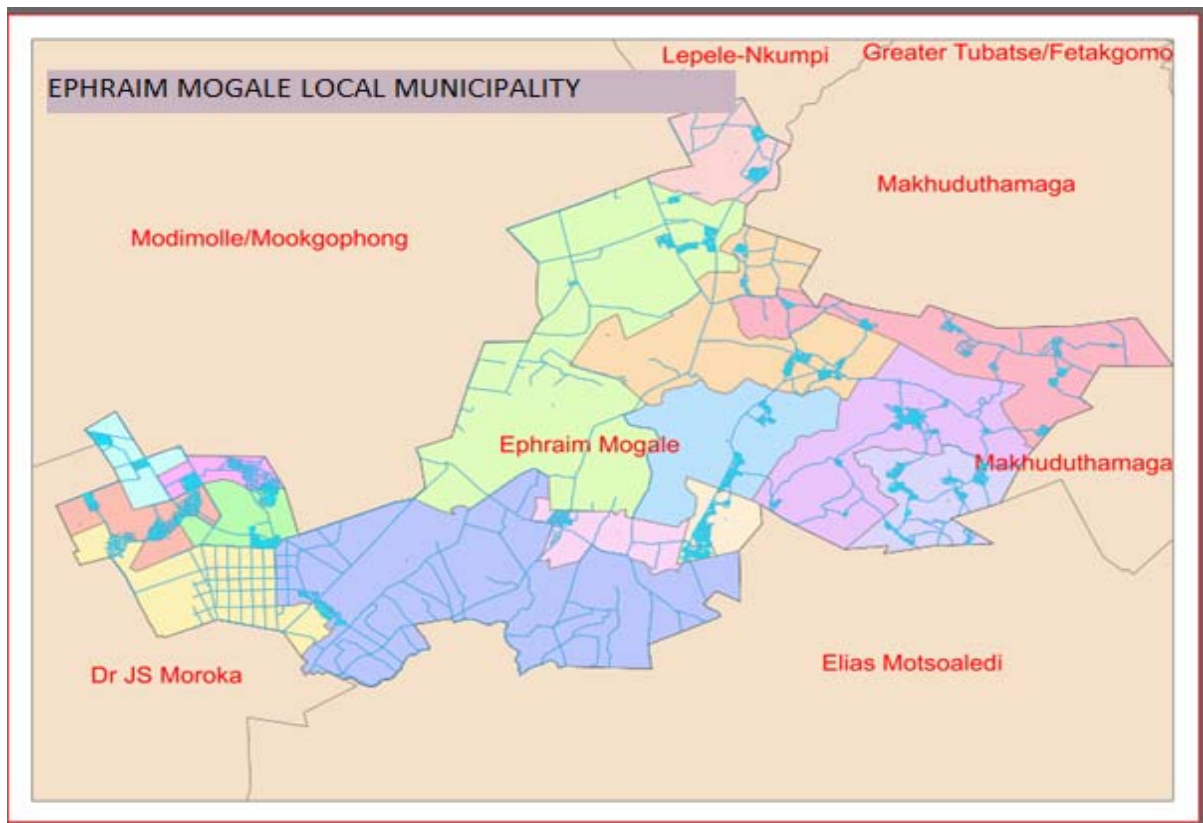 Lepele-Nkumpi
Greater Tubatse/Fetakgomo
EPHRAIM MOGALE LOCAL MUNICIPALITY
Makhuduthamaga
Modimolle/Mookgophong
Ephraim Mogale
Makhuduthamaga
Elias Motsoaledi
Dr JS Moroka